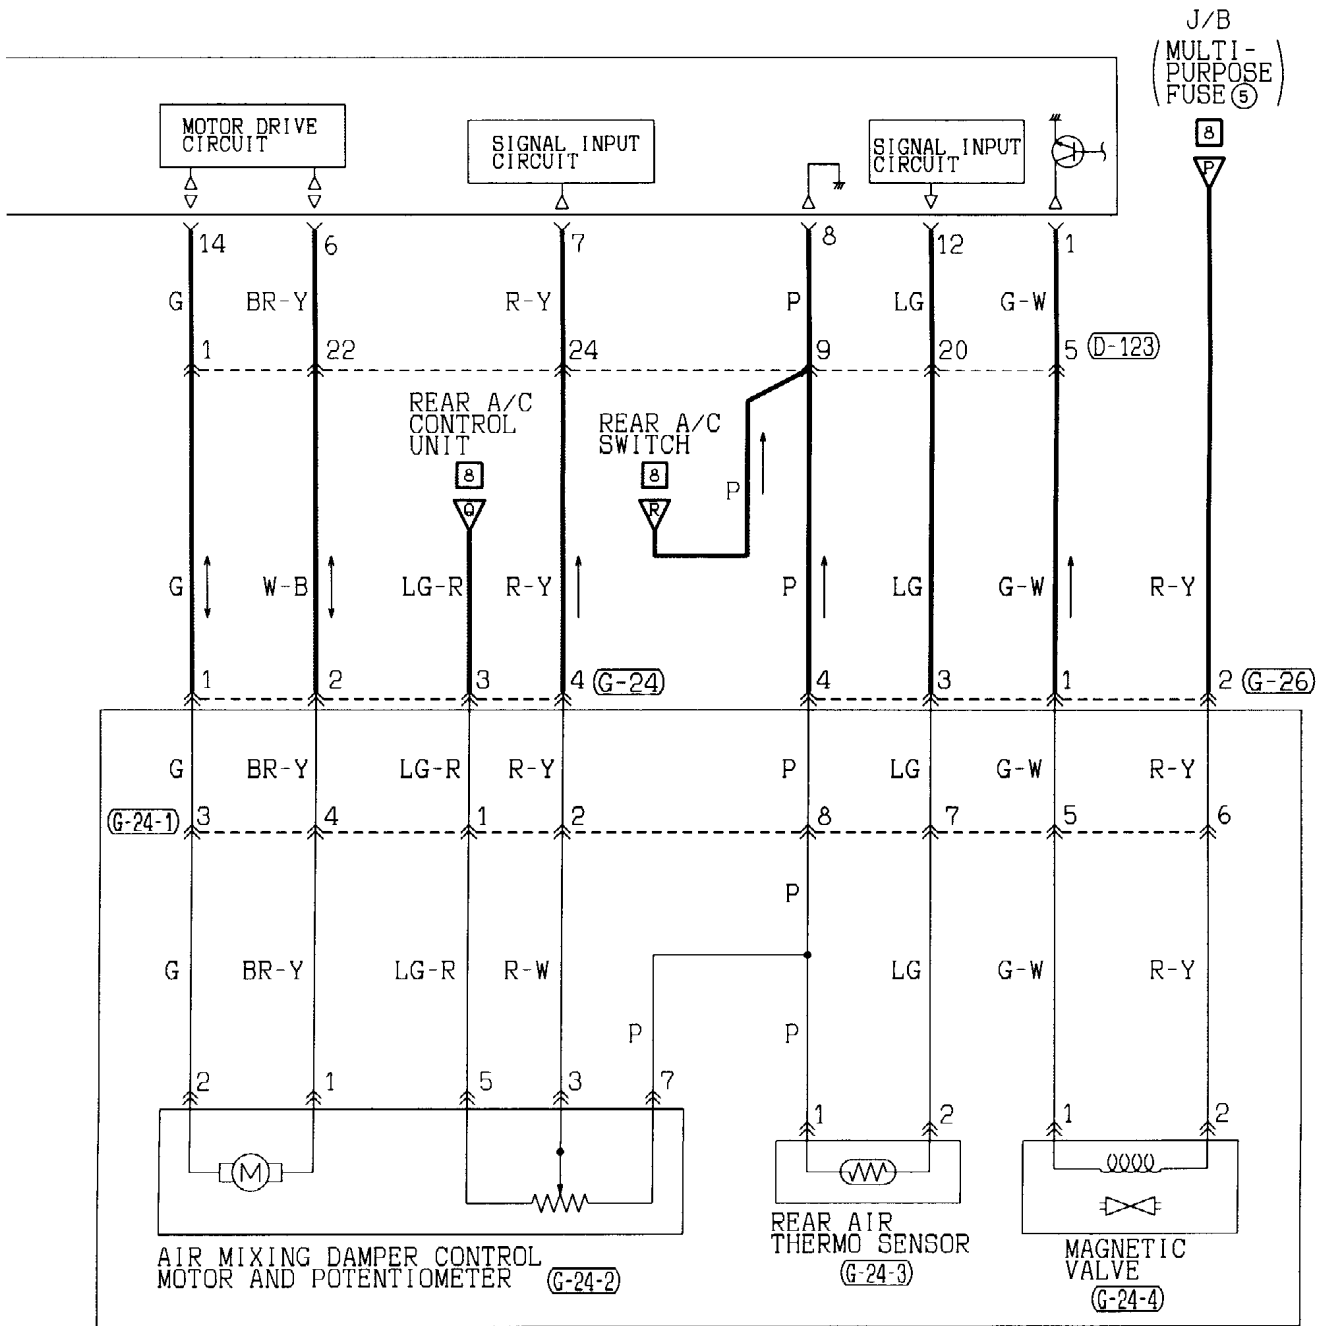 J/B
(MULTI-
PURPOSE
FUSE⑤)
8
P
MOTOR DRIVE
CIRCUIT
SIGNAL INPUT
CIRCUIT
SIGNAL INPUT
CIRCUIT
14 6 7 8 12 1
G BR-Y R-Y P LG G-W
1 22 24 9 20 5 D-123
REAR A/C
CONTROL
UNIT
8
Q
REAR A/C
SWITCH
8
R
P
G W-B LG-R R-Y P LG G-W R-Y
1 2 3 4 G-24 4 3 1 2 G-26
G BR-Y LG-R R-Y P LG G-W R-Y
G-24-1 3 4 1 2 8 7 5 6
P
G BR-Y LG-R R-W LG G-W R-Y
P P
2 1 5 3 7 1 2 1 2
M
AIR MIXING DAMPER CONTROL
MOTOR AND POTENTIOMETER G-24-2
REAR AIR
THERMO SENSOR
G-24-3
MAGNETIC
VALVE
G-24-4